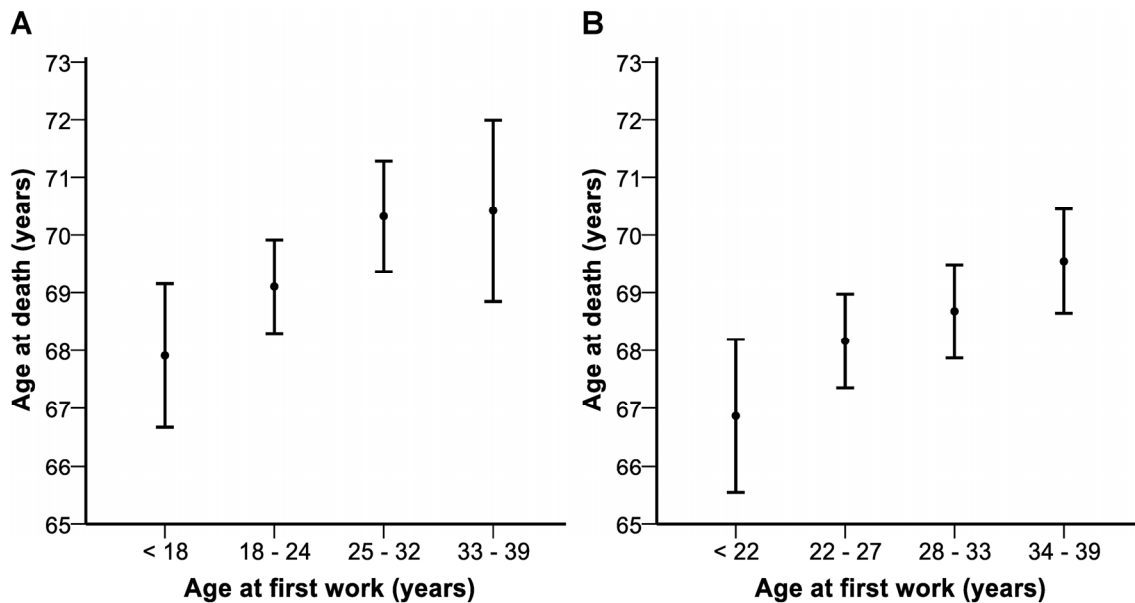 A
73
72
71
70
69
68
67
66
65
Age at death (years)
< 18 18 - 24 25 - 32 33 - 39
Age at first work (years)
B
73
72
71
70
69
68
67
66
65
Age at death (years)
< 22 22 - 27 28 - 33 34 - 39
Age at first work (years)